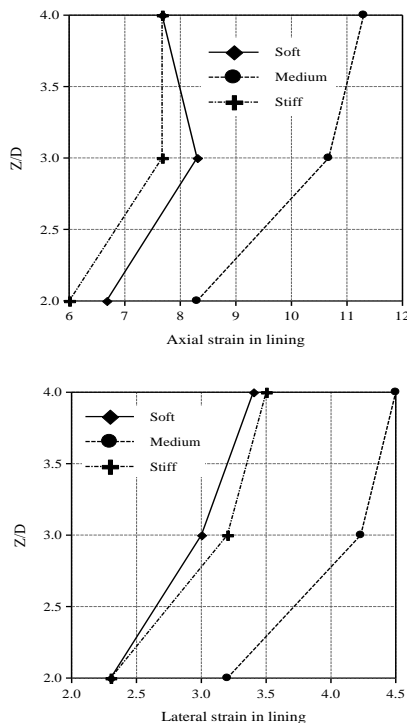 4.0
3.5
3.0
2.5
2.0
Z/D
Soft
Medium
Stiff
6 7 8 9 10 11 12
Axial strain in lining
4.0
3.5
3.0
2.5
2.0
Z/D
Soft
Medium
Stiff
2.0 2.5 3.0 3.5 4.0 4.5
Lateral strain in lining